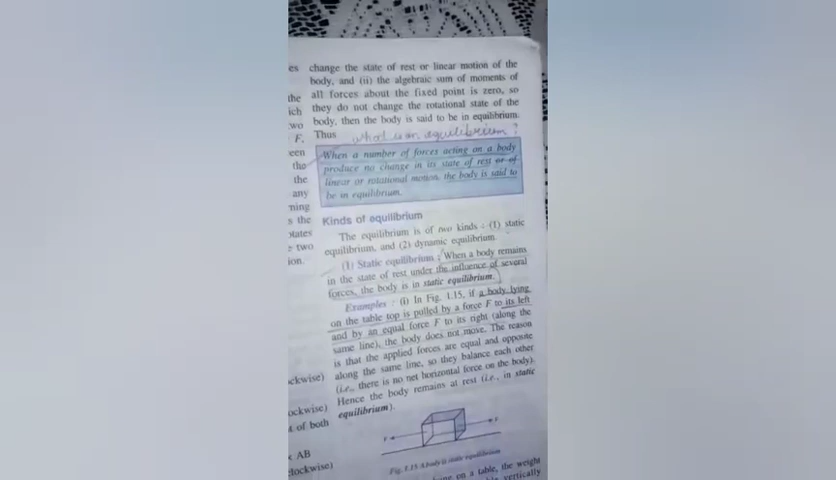 es
the
ich
wo
F,
een
the
the
any
ning
s the
otates
e two
ion.
ckwise)
ockwise)
t of both
< AB
clockwise)
change the state of rest or linear motion of the
body, and (ii) the algebraic sum of moments of
all forces about the fixed point is zero, so
they do not change the rotational state of the
body, then the body is said to be in equilibrium.
Thus what is an equilibrium ?
When a number of forces acting on a body
produce no change in its state of rest or of
linear or rotational motion, the body is said to
be in equilibrium.
Kinds of equilibrium
The equilibrium is of two kinds : (1) static
equilibrium, and (2) dynamic equilibrium.
(1) Static equilibrium : When a body remains
in the state of rest under the influence of several
forces, the body is in static equilibrium.
Examples : (i) In Fig. 1.15, if a body lying
on the table top is pulled by a force F to its left
and by an equal force F to its right (along the
same line), the body does not move. The reason
is that the applied forces are equal and opposite
along the same line, so they balance each other
(i.e., there is no net horizontal force on the body).
Hence the body remains at rest (i.e., in static
equilibrium).
F F
Fig. 1.15 A body in static equilibrium
on a table, the weight
vertically